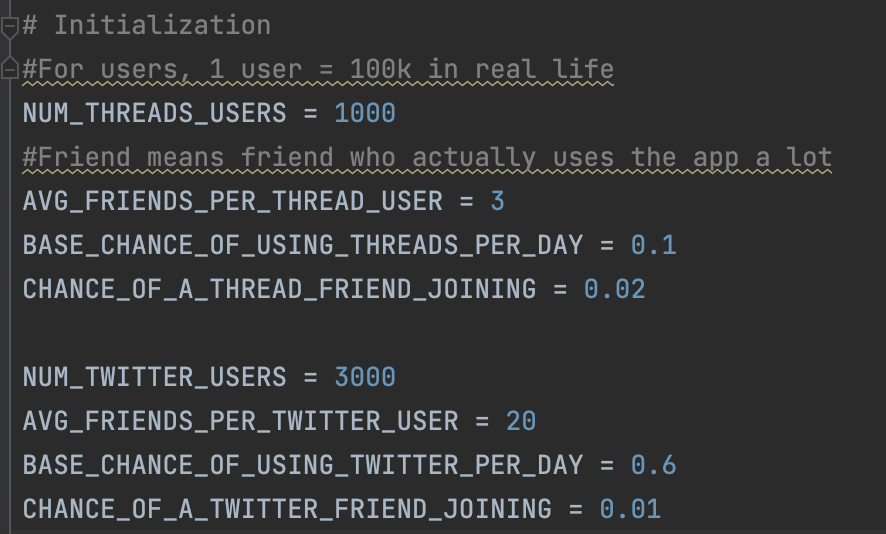 # Initialization
#For users, 1 user = 100k in real life
NUM_THREADS_USERS = 1000
#Friend means friend who actually uses the app a lot
AVG_FRIENDS_PER_THREAD_USER = 3
BASE_CHANCE_OF_USING_THREADS_PER_DAY = 0.1
CHANCE_OF_A_THREAD_FRIEND_JOINING = 0.02
NUM_TWITTER_USERS = 3000
AVG_FRIENDS_PER_TWITTER_USER = 20
BASE_CHANCE_OF_USING_TWITTER_PER_DAY = 0.6
CHANCE_OF_A_TWITTER_FRIEND_JOINING = 0.01